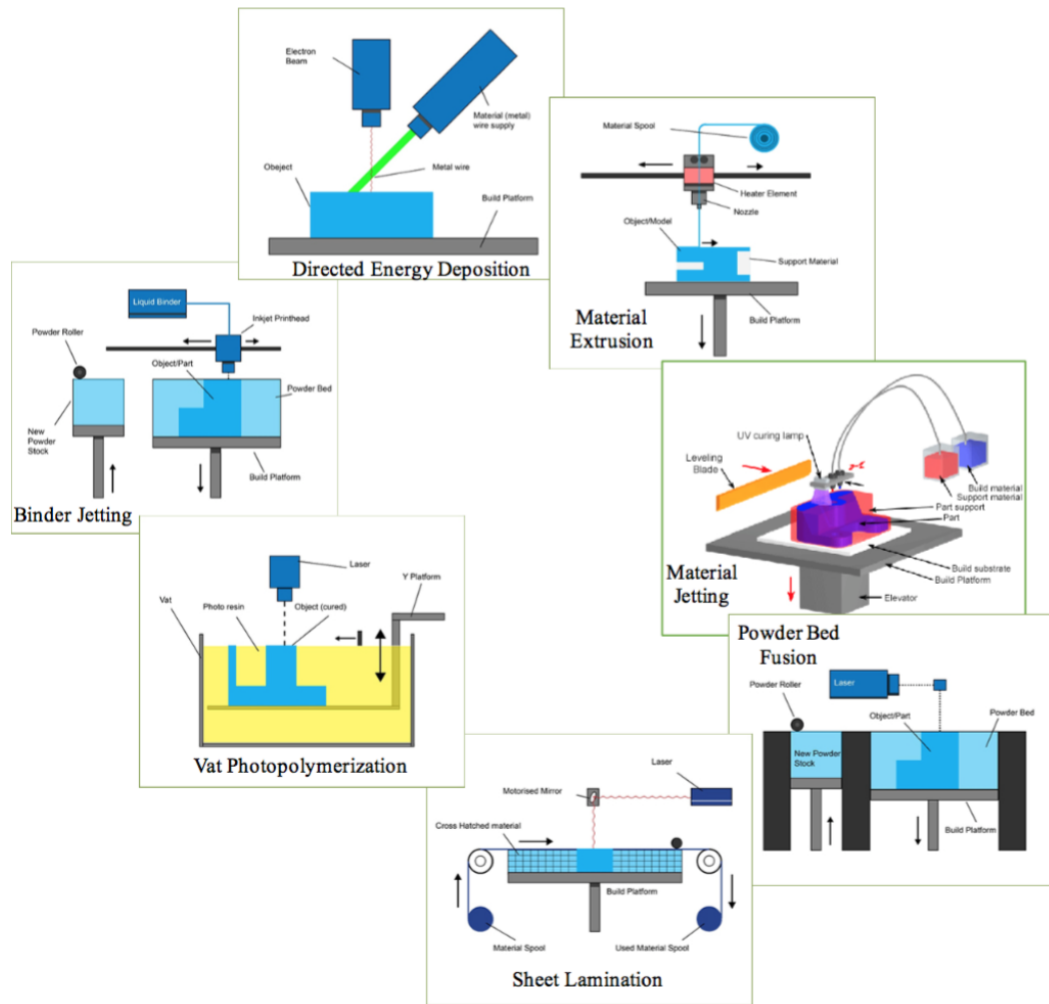 Electron
Beam
Material (metal)
wire supply
Metal wire
Obeject
Build Platform
Directed Energy Deposition
Material Spool
Heater Element
Nozzle
Object/Model
Support Material
Build Platform
Material
Extrusion
Liquid Binder
Inkjet Printhead
Powder Roller
Object/Part
Powder Bed
New
Powder
Stock
Build Platform
Binder Jetting
UV curing lamp
Leveling
Blade
Build material
Support material
Part support
Part
Build substrate
Build Platform
Elevator
Material
Jetting
Laser
Y Platform
Vat
Photo resin
Object (cured)
Vat Photopolymerization
Powder Bed
Fusion
Powder Roller
Laser
Object/Part
Powder Bed
New Powder
Stock
Build Platform
Laser
Motorised Mirror
Cross Hatched material
Build Platform
Material Spool
Used Material Spool
Sheet Lamination